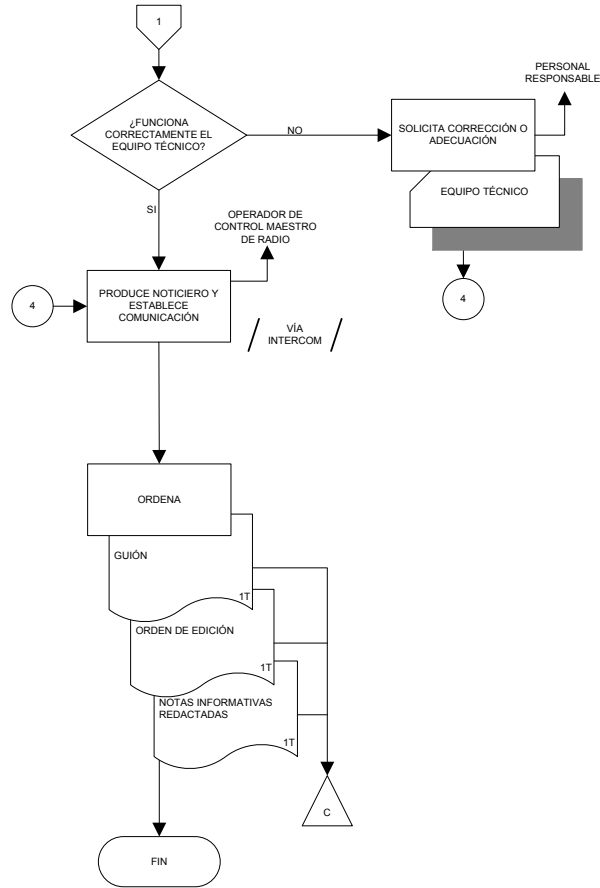 1
¿FUNCIONA
CORRECTAMENTE EL
EQUIPO TÉCNICO?
NO
SOLICITA CORRECCIÓN O
ADECUACIÓN
PERSONAL
RESPONSABLE
EQUIPO TÉCNICO
4
SI
OPERADOR DE
CONTROL MAESTRO
DE RADIO
4
PRODUCE NOTICIERO Y
ESTABLECE
COMUNICACIÓN
/ VÍA /
INTERCOM
ORDENA
GUIÓN
1T
ORDEN DE EDICIÓN
1T
NOTAS INFORMATIVAS
REDACTADAS
1T
C
FIN